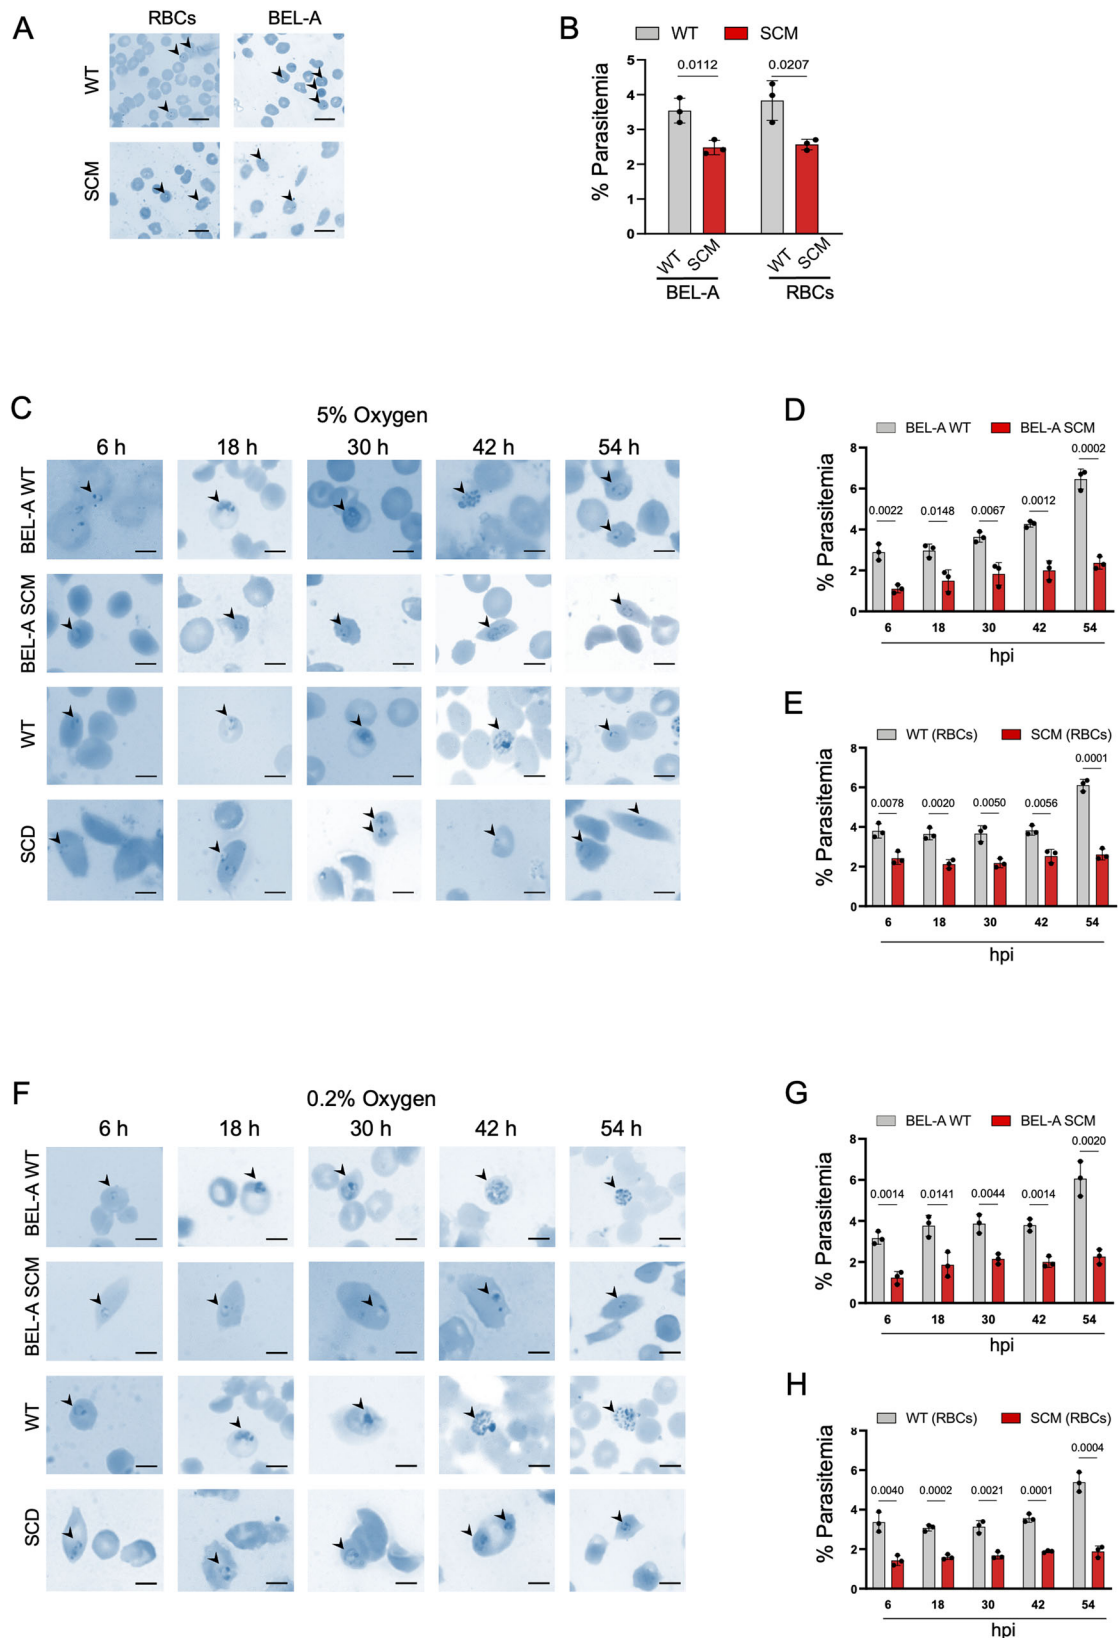 A
RBCs
BEL-A
WT
SCM
B
WT
SCM
0.0112
0.0207
% Parasitemia
5
4
3
2
1
0
WT
SCM
WT
SCM
BEL-A
RBCs
C
5% Oxygen
6 h
18 h
30 h
42 h
54 h
BEL-A WT
BEL-A SCM
WT
SCD
D
BEL-A WT
BEL-A SCM
% Parasitemia
8
6
4
2
0
0.0022
0.0148
0.0067
0.0012
0.0002
6
18
30
42
54
hpi
E
WT (RBCs)
SCM (RBCs)
% Parasitemia
8
6
4
2
0
0.0078
0.0020
0.0050
0.0056
0.0001
6
18
30
42
54
hpi
F
0.2% Oxygen
6 h
18 h
30 h
42 h
54 h
BEL-A WT
BEL-A SCM
WT
SCD
G
BEL-A WT
BEL-A SCM
% Parasitemia
8
6
4
2
0
0.0014
0.0141
0.0044
0.0014
0.0020
6
18
30
42
54
hpi
H
WT (RBCs)
SCM (RBCs)
% Parasitemia
8
6
4
2
0
0.0040
0.0002
0.0021
0.0001
0.0004
6
18
30
42
54
hpi